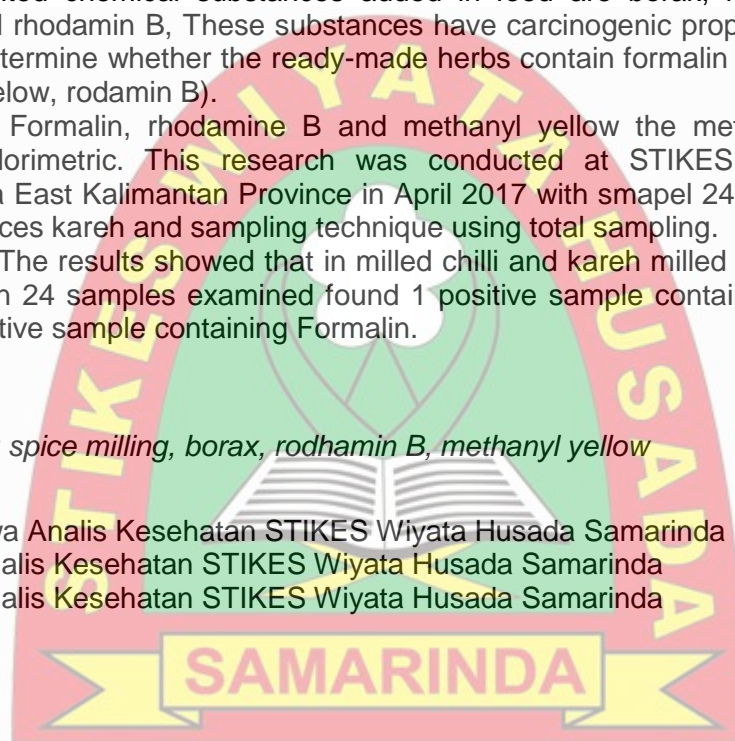 chemical substances added in food are borax,
rhodamin B, These substances have carcinogenic
termine whether the ready-made herbs contain formalin
elow, rodamin B).
Formalin, rhodamine B and methanyl yellow the
lorimetric. This research was conducted at STIKES
East Kalimantan Province in April 2017 with smapel 24
ces kareh and sampling technique using total sampling.
The results showed that in milled chilli and kareh milled
24 samples examined found 1 positive sample
tive sample containing Formalin.
spice milling, borax, rodhamin B, methanyl yellow
Analis Kesehatan STIKES Wiyata Husada Samarinda
alis Kesehatan STIKES Wiyata Husada Samarinda
alis Kesehatan STIKES Wiyata Husada Samarinda
STIKES WIYATA HUSADA
SAMARINDA